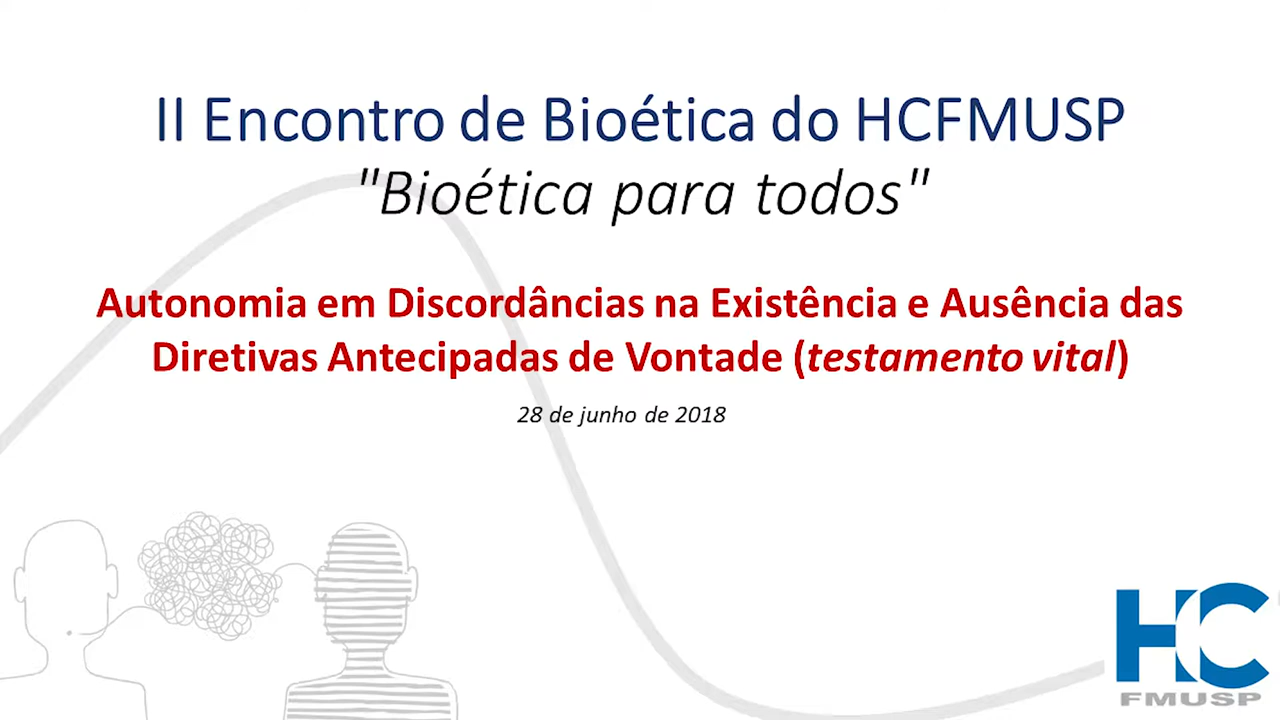 II Encontro de Bioética do HCFMUSP
"Bioética para todos"
Autonomia em Discordâncias na Existência e Ausência das
Diretivas Antecipadas de Vontade (testamento vital)
28 de junho de 2018
HC
FMUSP